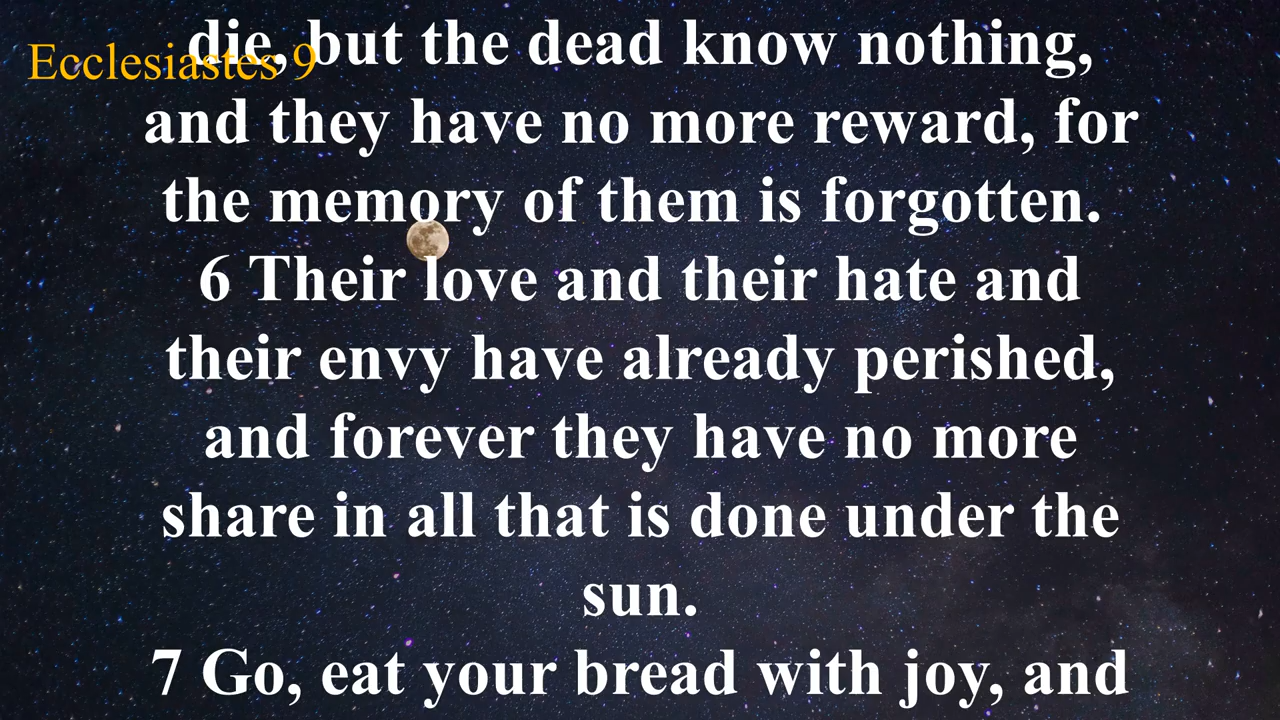 Ecclesiastes 9
die, but the dead know nothing,
and they have no more reward, for
the memory of them is forgotten.
6 Their love and their hate and
their envy have already perished,
and forever they have no more
share in all that is done under the
sun.
7 Go, eat your bread with joy, and